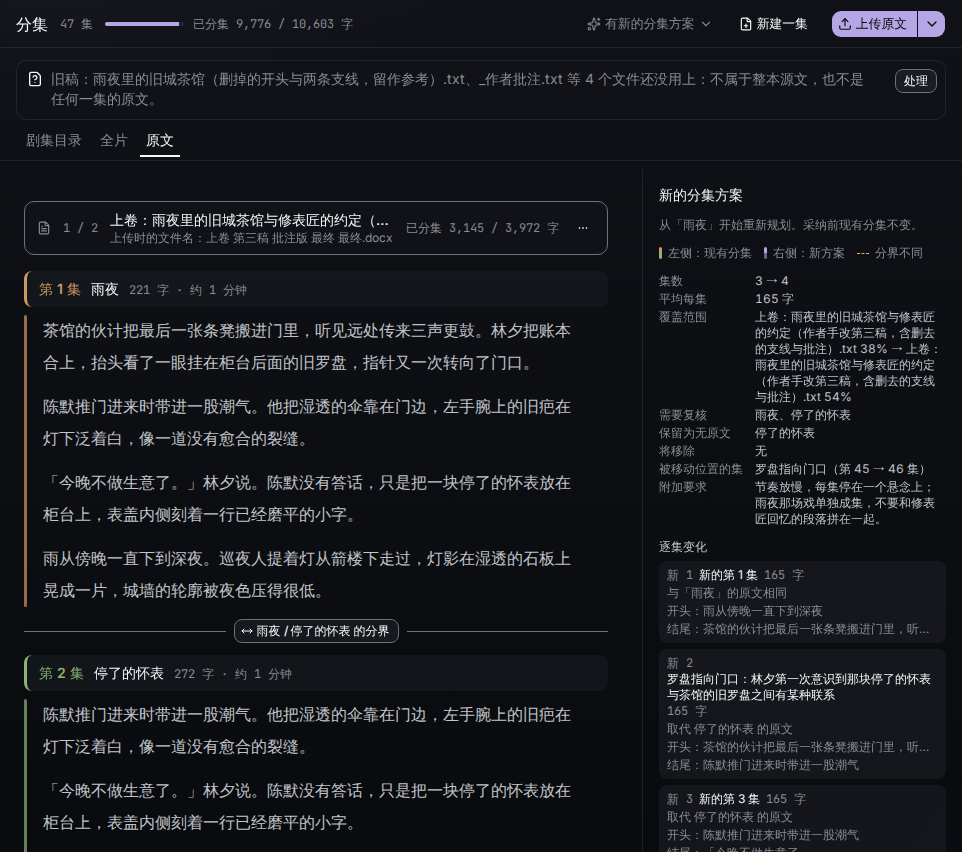 分集 47 集 已分集 9,776 / 10,603 字 有新的分集方案 新建一集 上传原文
旧稿：雨夜里的旧城茶馆（删掉的开头与两条支线，留作参考）.txt、_作者批注.txt 等 4 个文件还没用上：不属于整本源文，也不是
任何一集的原文。
处理
剧集目录 全片 原文
1 / 2 上卷：雨夜里的旧城茶馆与修表匠的约定（… 已分集 3,145 / 3,972 字 …
上传时的文件名：上卷 第三稿 批注版 最终 最终.docx
第 1 集 雨夜 221 字 · 约 1 分钟
茶馆的伙计把最后一张条凳搬进门里，听见远处传来三声更鼓。林夕把账本
合上，抬头看了一眼挂在柜台后面的旧罗盘，指针又一次转向了门口。
陈默推门进来时带进一股潮气。他把湿透的伞靠在门边，左手腕上的旧疤在
灯下泛着白，像一道没有愈合的裂缝。
「今晚不做生意了。」林夕说。陈默没有答话，只是把一块停了的怀表放在
柜台上，表盖内侧刻着一行已经磨平的小字。
雨从傍晚一直下到深夜。巡夜人提着灯从箭楼下走过，灯影在湿透的石板上
晃成一片，城墙的轮廓被夜色压得很低。
雨夜 / 停了的怀表 的分界
第 2 集 停了的怀表 272 字 · 约 1 分钟
陈默推门进来时带进一股潮气。他把湿透的伞靠在门边，左手腕上的旧疤在
灯下泛着白，像一道没有愈合的裂缝。
「今晚不做生意了。」林夕说。陈默没有答话，只是把一块停了的怀表放在
柜台上，表盖内侧刻着一行已经磨平的小字。
新的分集方案
从「雨夜」开始重新规划。采纳前现有分集不变。
左侧：现有分集 右侧：新方案 --- 分界不同
集数 3 → 4
平均每集 165 字
覆盖范围 上卷：雨夜里的旧城茶馆与修表匠
的约定（作者手改第三稿，含删去
的支线与批注）.txt 38% → 上卷：
雨夜里的旧城茶馆与修表匠的约定
（作者手改第三稿，含删去的支线
与批注）.txt 54%
需要复核 雨夜、停了的怀表
保留为无原文 停了的怀表
将移除 无
被移动位置的集 罗盘指向门口（第 45 → 46 集）
附加要求 节奏放慢，每集停在一个悬念上；
雨夜那场戏单独成集，不要和修表
匠回忆的段落拼在一起。
逐集变化
新 1 新的第 1 集 165 字
与「雨夜」的原文相同
开头：雨从傍晚一直下到深夜
结尾：茶馆的伙计把最后一张条凳搬进门里，听…
新 2
罗盘指向门口：林夕第一次意识到那块停了的怀表
与茶馆的旧罗盘之间有某种联系
165 字
取代 停了的怀表 的原文
开头：茶馆的伙计把最后一张条凳搬进门里，听…
结尾：陈默推门进来时带进一股潮气
新 3 新的第 3 集 165 字
取代 停了的怀表 的原文
开头：陈默推门进来时带进一股潮气
结尾：「今晚不做生意了